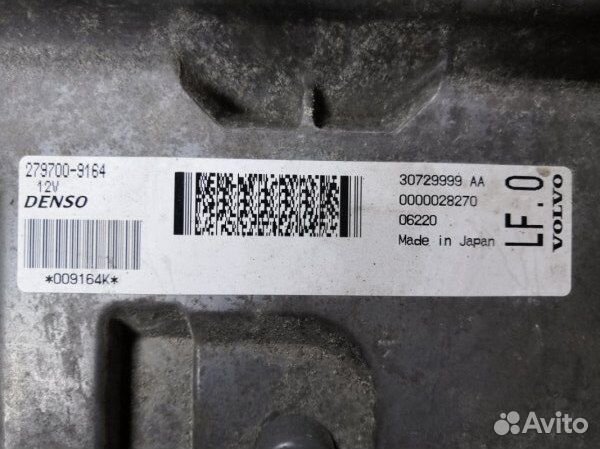 279700-9164
12V
DENSO
*009164K*
30729999 AA
0000028270
06220
Made in Japan
LF.0
VOLVO
Avito